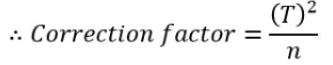 ∴ Correction factor = (T)² / n